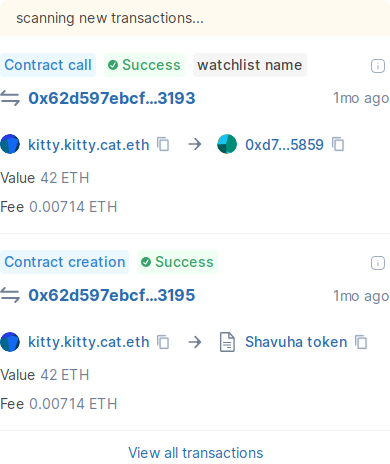 scanning new transactions...
Contract call Success watchlist name
0x62d597ebcf...3193 1mo ago
kitty.kitty.cat.eth 0xd7...5859
Value 42 ETH
Fee 0.00714 ETH
Contract creation Success
0x62d597ebcf...3195 1mo ago
kitty.kitty.cat.eth Shavuha token
Value 42 ETH
Fee 0.00714 ETH
View all transactions